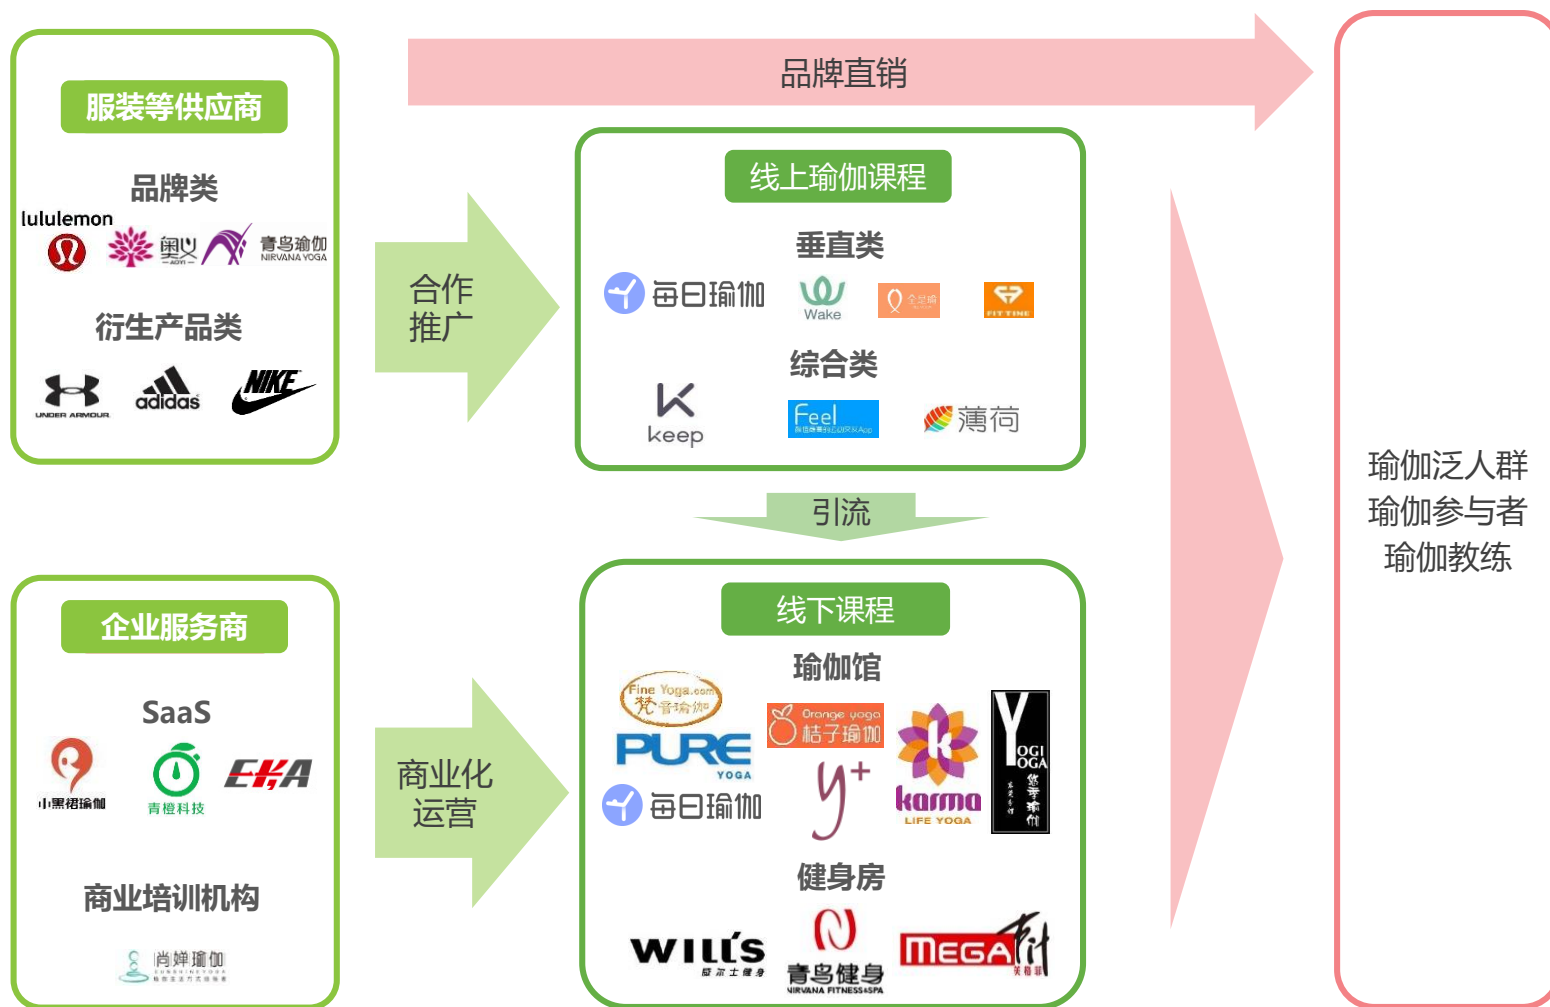 服装等供应商
品牌类
lululemon
奥义
AOYI
青鸟瑜伽
NIRVANA YOGA
衍生产品类
UNDER ARMOUR
adidas
NIKE
品牌直销
合作
推广
线上瑜伽课程
垂直类
每日瑜伽
Wake
全是瑜
FIT TIME
综合类
keep
Feel
薄荷
引流
企业服务商
SaaS
小黑裙瑜伽
青橙科技
EKA
商业培训机构
尚婵瑜伽
SUNSHINEYOGA
商业化
运营
线下课程
瑜伽馆
Fine Yoga.com
梵音瑜伽
PURE
YOGA
Orange yoga
桔子瑜伽
每日瑜伽
y+
karma
LIFE YOGA
YOGI
YOGA
悠季瑜伽
健身房
WILL'S
威尔士健身
青鸟健身
NIRVANA FITNESS&SPA
MEGA
Fit
美格菲
瑜伽泛人群
瑜伽参与者
瑜伽教练